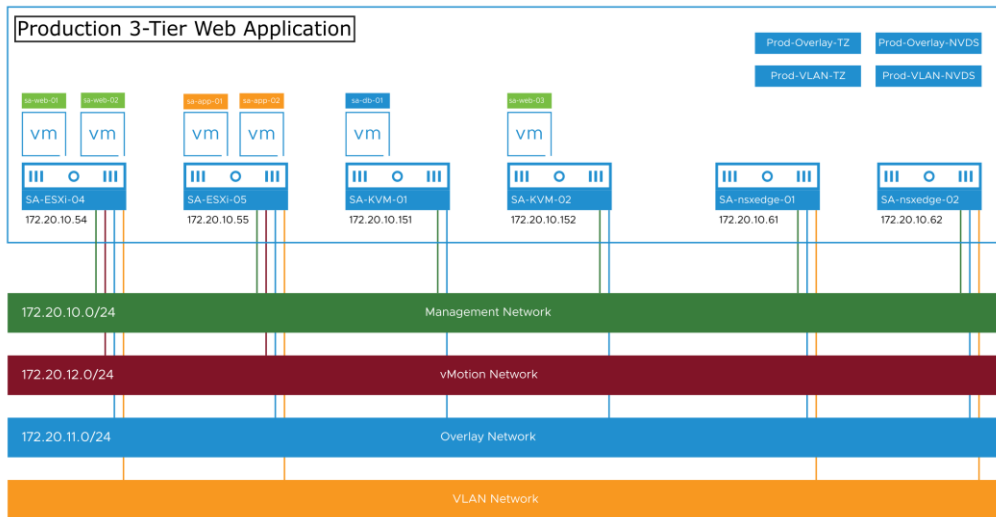 Production 3-Tier Web Application
Prod-Overlay-TZ
Prod-Overlay-NVDS
Prod-VLAN-TZ
Prod-VLAN-NVDS
sa-web-01
sa-web-02
sa-app-01
sa-app-02
sa-db-01
sa-web-03
vm
vm
vm
vm
vm
vm
SA-ESXi-04
SA-ESXi-05
SA-KVM-01
SA-KVM-02
SA-nsxedge-01
SA-nsxedge-02
172.20.10.54
172.20.10.55
172.20.10.151
172.20.10.152
172.20.10.61
172.20.10.62
172.20.10.0/24
Management Network
172.20.12.0/24
vMotion Network
172.20.11.0/24
Overlay Network
VLAN Network